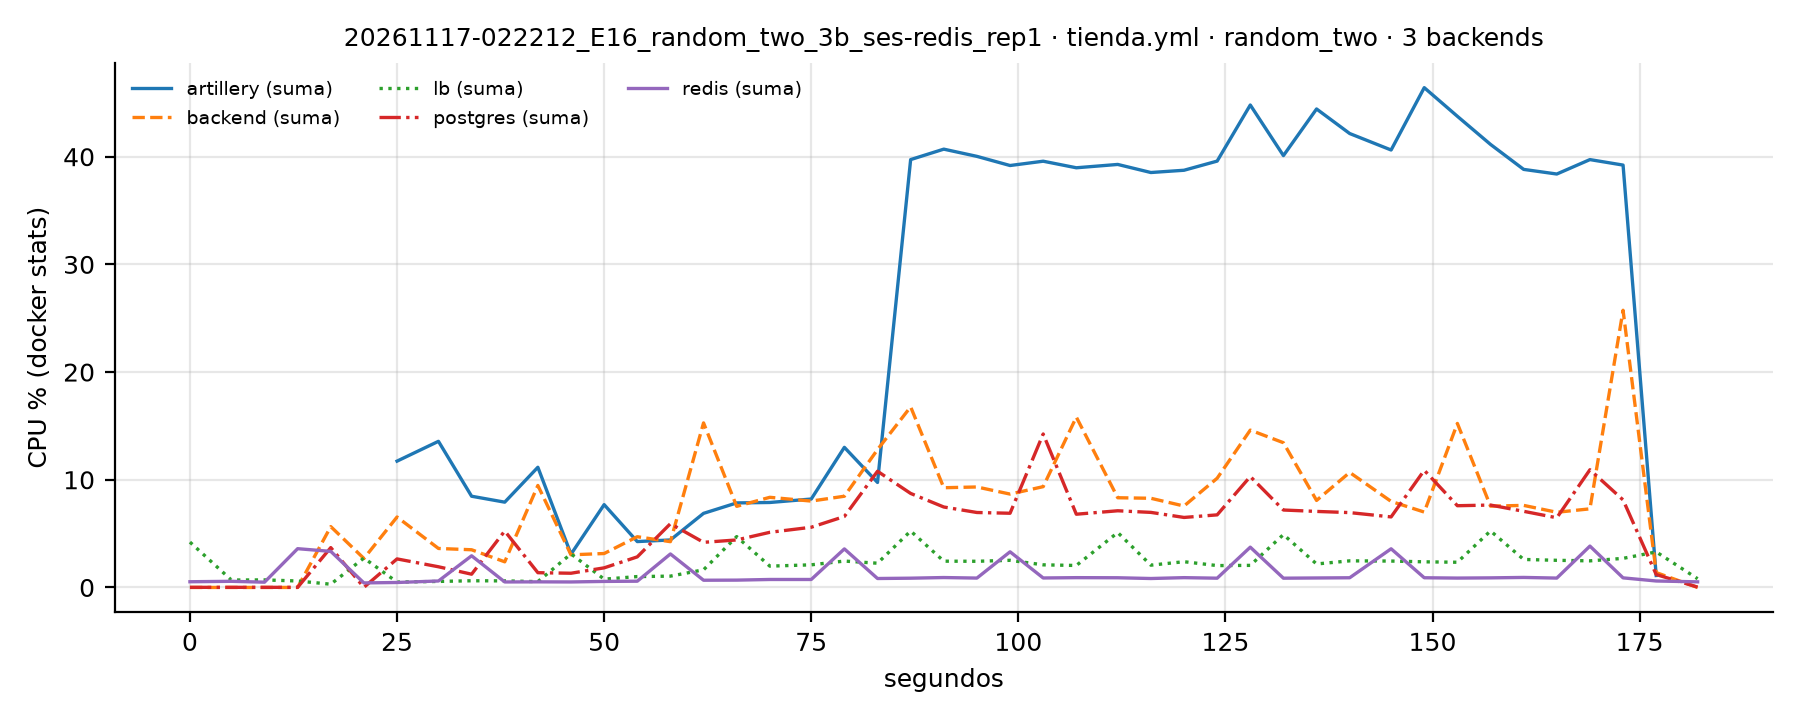 20261117-022212_E16_random_two_3b_ses-redis_rep1 · tienda.yml · random_two · 3 backends
artillery (suma)
backend (suma)
lb (suma)
postgres (suma)
redis (suma)
CPU % (docker stats)
40
30
20
10
0
0 25 50 75 100 125 150 175
segundos